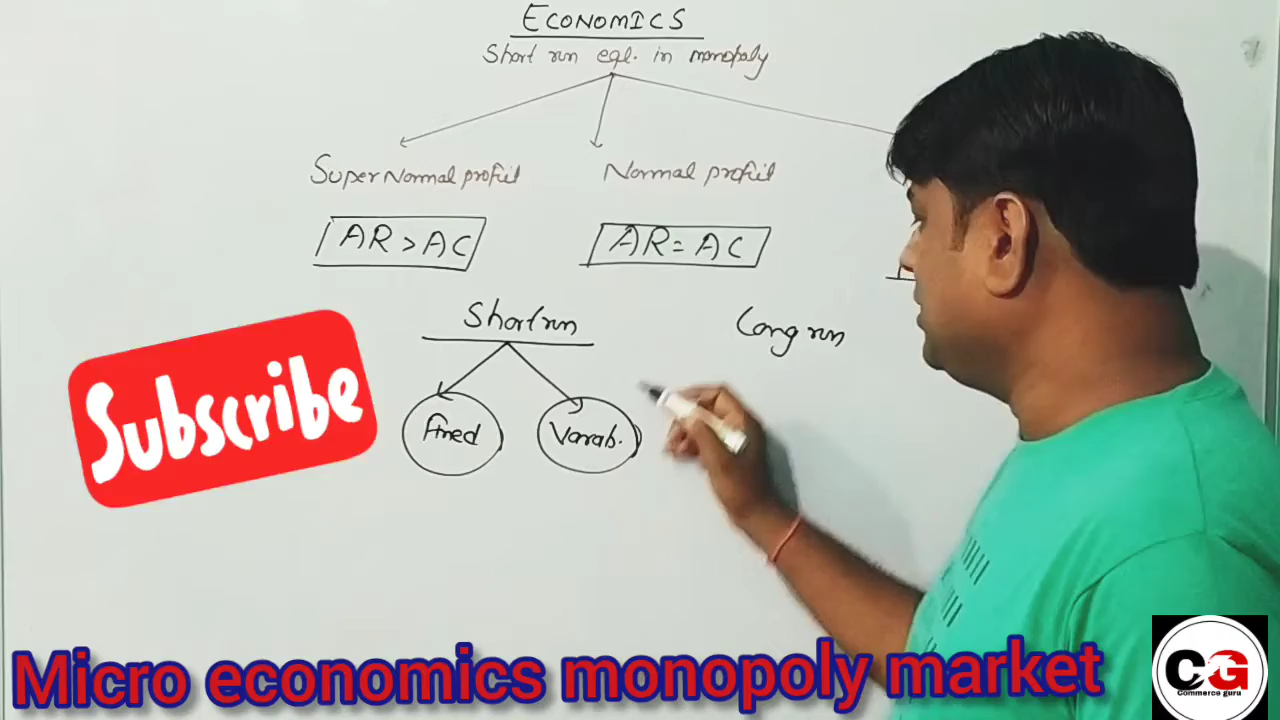 ECONOMICS
Short run eql. in monopoly
Super Normal profit
Normal profit
AR > AC
AR = AC
Short run
Long run
fixed
Varab.
Subscribe
Micro economics monopoly market
CG
Commerce guru